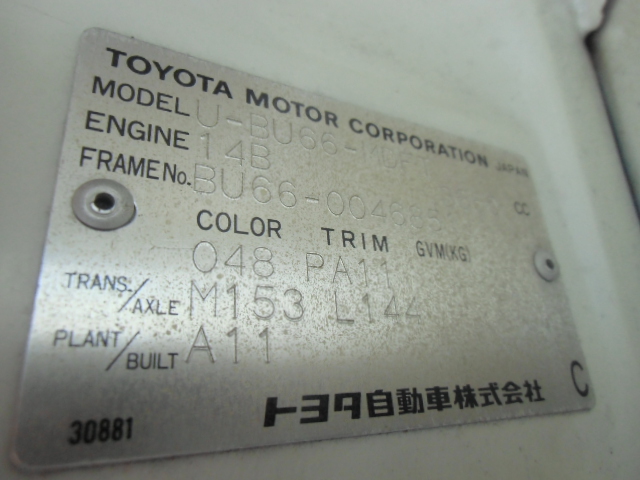 TOYOTA MOTOR CORPORATION JAPAN
MODEL
ENGINE 14B CC
FRAME No.
COLOR TRIM GVM(KG)
048 PA11
TRANS./AXLE M153 L144
PLANT/BUILT A11
トヨタ自動車株式会社 C
30881